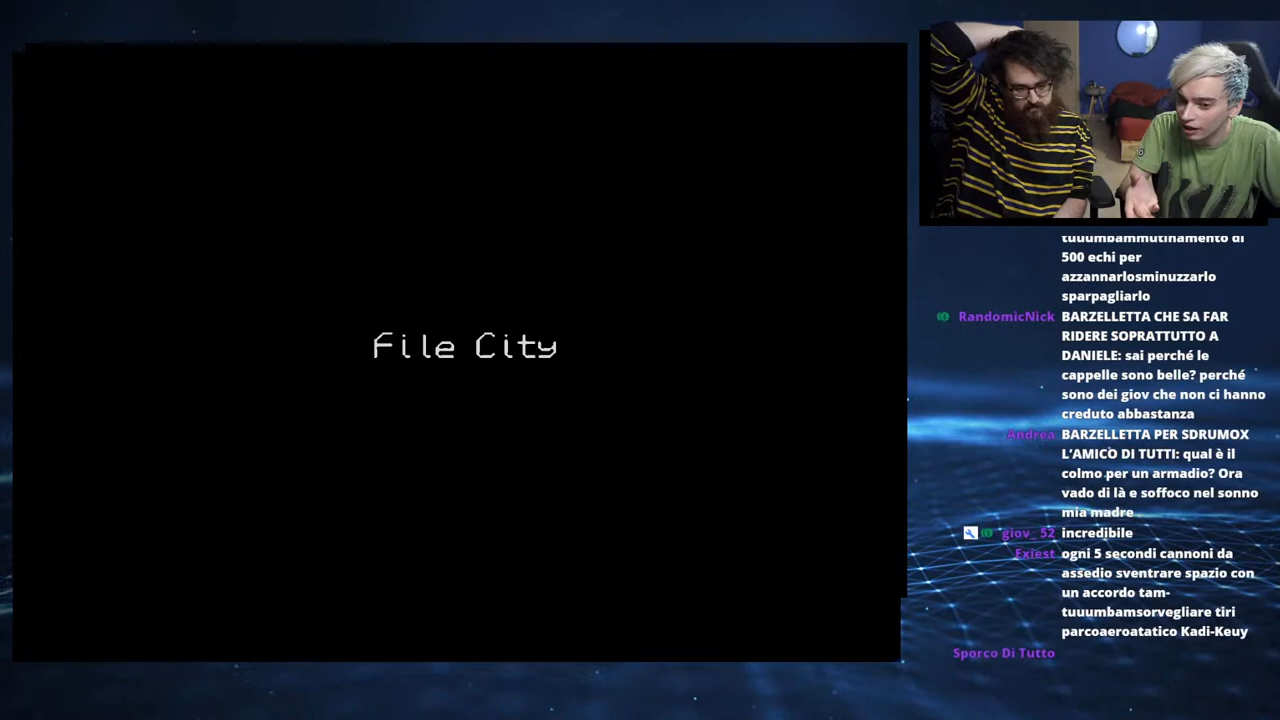 File City
tuuumbammutinamento di
500 echi per
azzannarlosminuzzarlo
sparpagliarlo
RandomicNick BARZELLETTA CHE SA FAR
RIDERE SOPRATTUTTO A
DANIELE: sai perché le
cappelle sono belle? perché
sono dei giov che non ci hanno
creduto abbastanza
Andrea BARZELLETTA PER SDRUMOX
L'AMICO DI TUTTI: qual è il
colmo per un armadio? Ora
vado di là e soffoco nel sonno
mia madre
giov_52 incredibile
Exiest ogni 5 secondi cannoni da
assedio sventrare spazio con
un accordo tam-
tuuumbamsorvegliare tiri
parcoaeroatatico Kadi-Keuy
Sporco Di Tutto